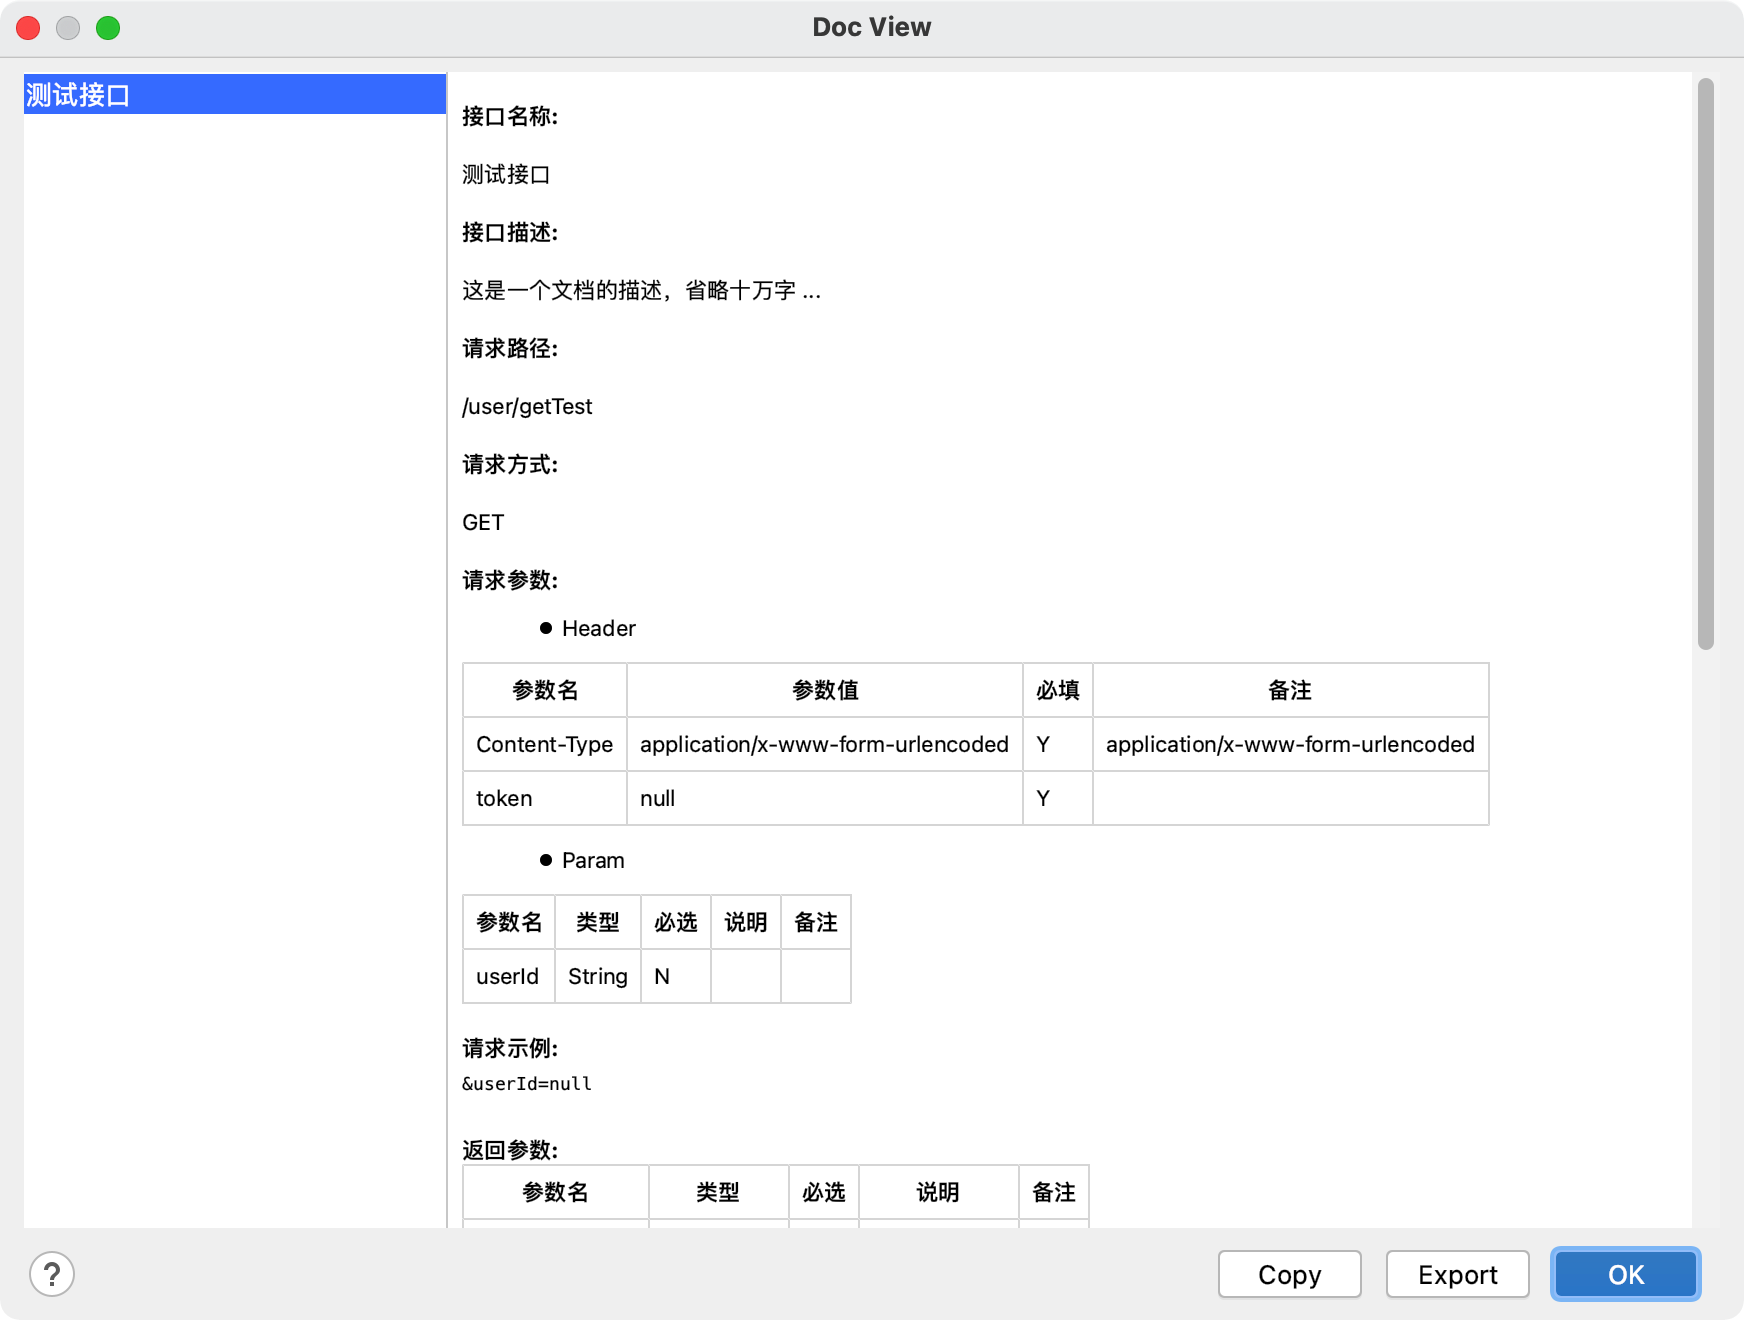 Doc View
测试接口
接口名称:
测试接口
接口描述:
这是一个文档的描述，省略十万字 ...
请求路径:
/user/getTest
请求方式:
GET
请求参数:
Header
参数名 参数值 必填 备注
Content-Type application/x-www-form-urlencoded Y application/x-www-form-urlencoded
token null Y
Param
参数名 类型 必选 说明 备注
userId String N
请求示例:
&userId=null
返回参数:
参数名 类型 必选 说明 备注
? Copy Export OK